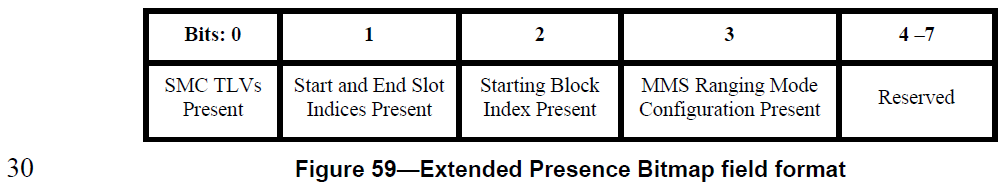 Bits: 0 1 2 3 4 –7
SMC TLVs Start and End Slot Starting Block MMS Ranging Mode
Present Indices Present Index Present Configuration Present Reserved
30 Figure 59—Extended Presence Bitmap field format